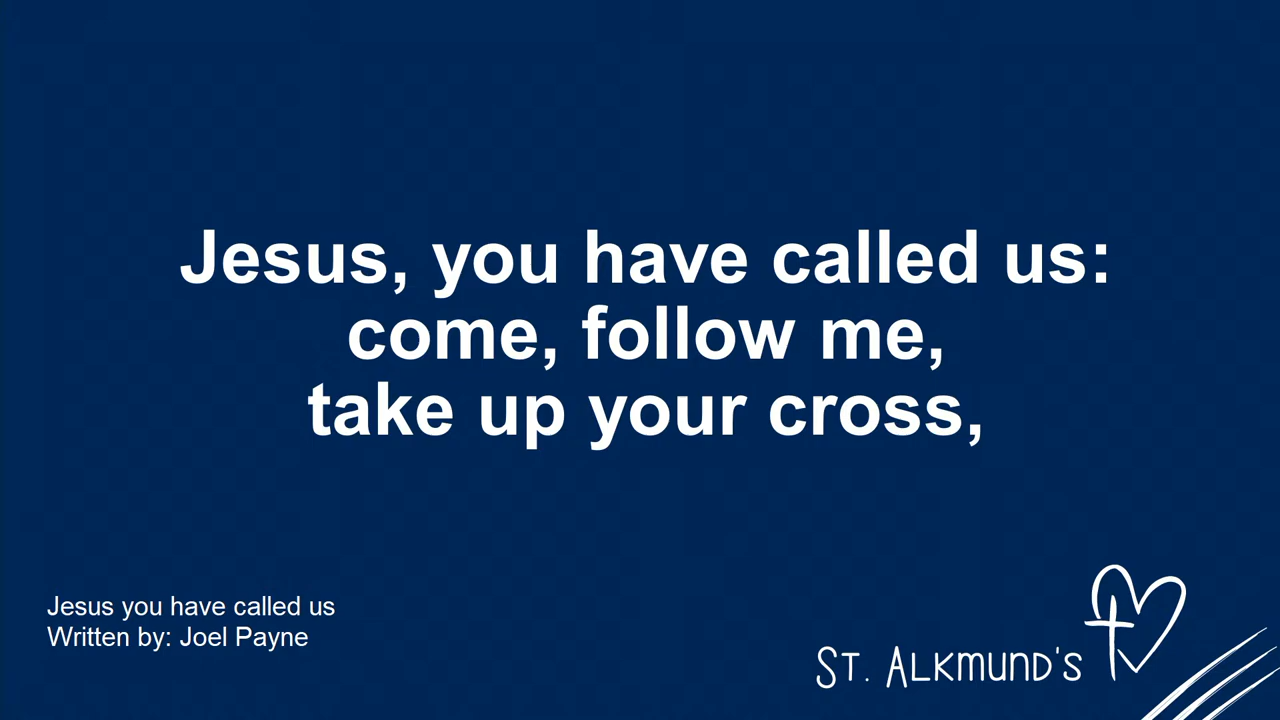 Jesus, you have called us:
come, follow me,
take up your cross,
Jesus you have called us
Written by: Joel Payne
St. Alkmund's